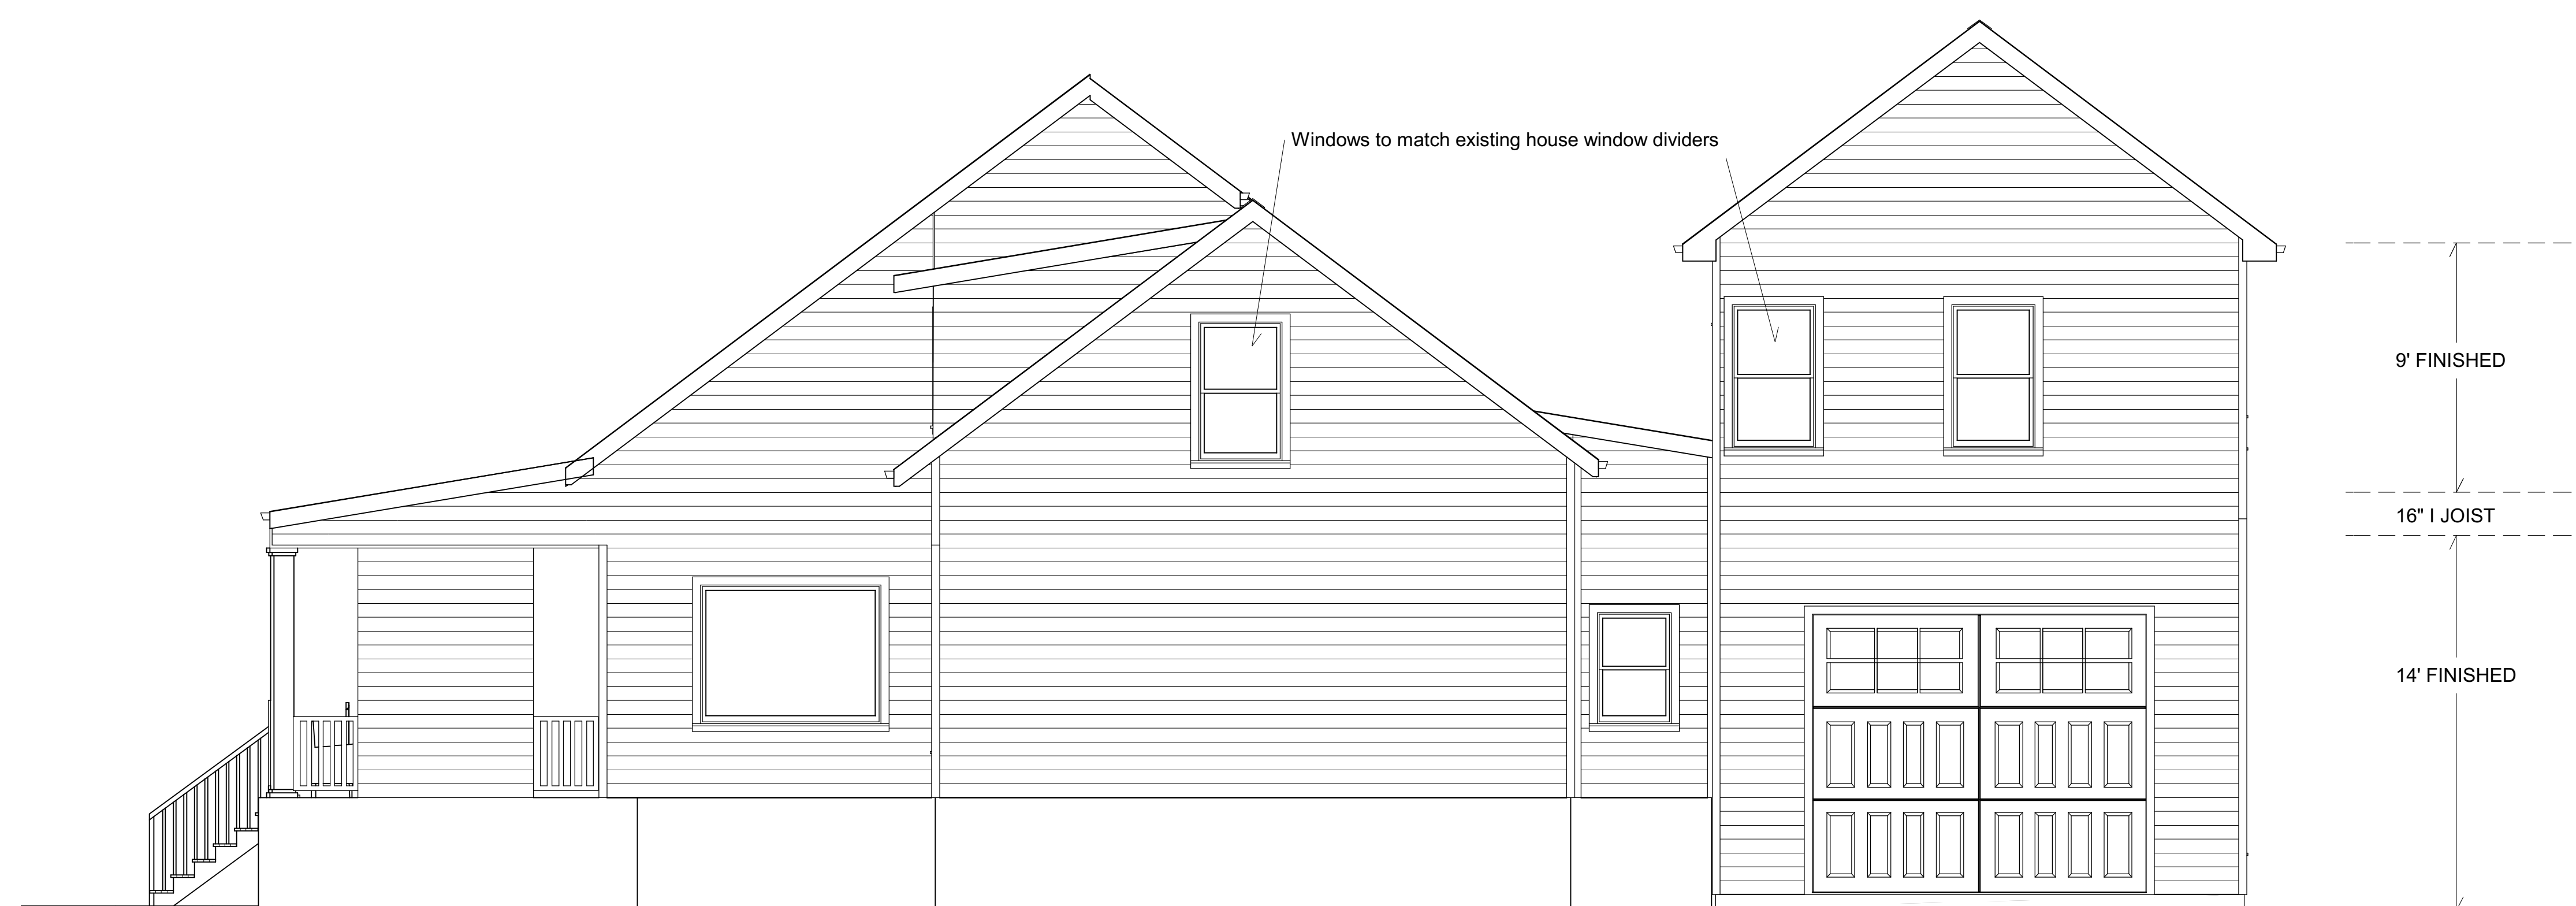 Windows to match existing house window dividers
9' FINISHED
16" I JOIST
14' FINISHED